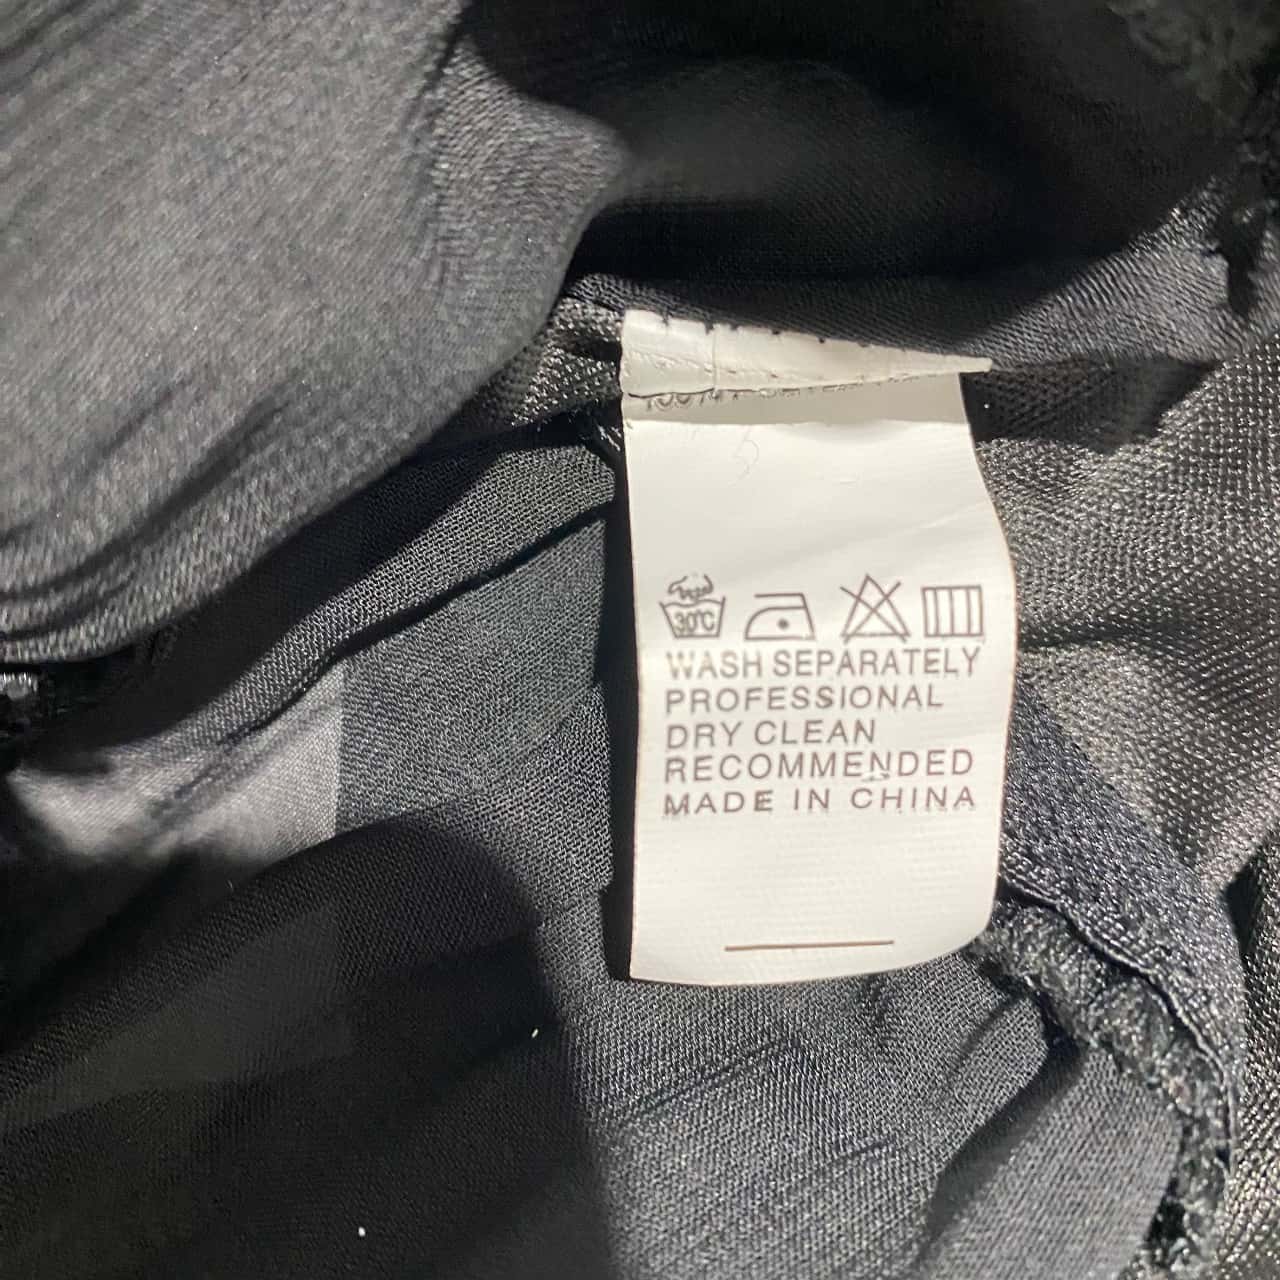 30°C
WASH SEPARATELY
PROFESSIONAL
DRY CLEAN
RECOMMENDED
MADE IN CHINA